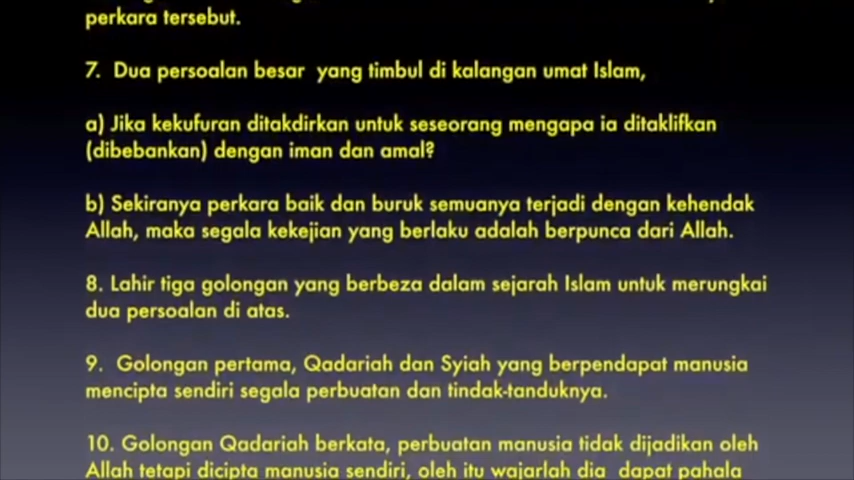 perkara tersebut.
7. Dua persoalan besar yang timbul di kalangan umat Islam,
a) Jika kekufuran ditakdirkan untuk seseorang mengapa ia ditaklifkan
(dibebankan) dengan iman dan amal?
b) Sekiranya perkara baik dan buruk semuanya terjadi dengan kehendak
Allah, maka segala kekejian yang berlaku adalah berpunca dari Allah.
8. Lahir tiga golongan yang berbeza dalam sejarah Islam untuk merungkai
dua persoalan di atas.
9. Golongan pertama, Qadariah dan Syiah yang berpendapat manusia
mencipta sendiri segala perbuatan dan tindak-tanduknya.
10. Golongan Qadariah berkata, perbuatan manusia tidak dijadikan oleh
Allah tetapi dicipta manusia sendiri, oleh itu wajarlah dia dapat pahala